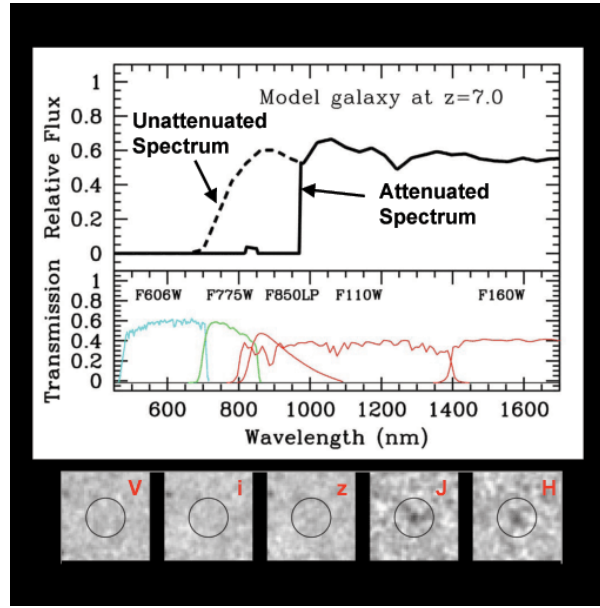 Model galaxy at z=7.0
Unattenuated
Spectrum
Attenuated
Spectrum
Relative Flux
1
0.8
0.6
0.4
0.2
0
F606W F775W F850LP F110W F160W
Transmission
0.8
0.6
0.4
0.2
0
600 800 1000 1200 1400 1600
Wavelength (nm)
V i z J H